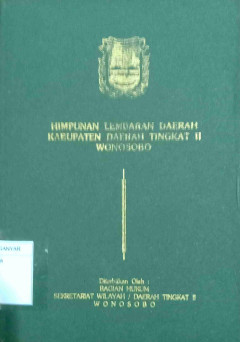 HIMPUNAN LEMBARAN DAERAH
KABUPATEN DAERAH TINGKAT II
WONOSOBO
Diterbitkan Oleh :
BAGIAN HUKUM
SEKRETARIAT WILAYAH / DAERAH TINGKAT II
WONOSOBO